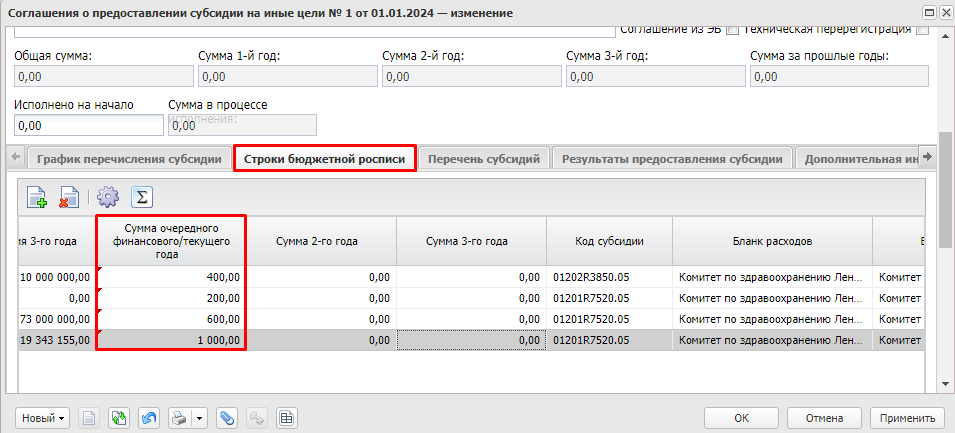 Соглашения о предоставлении субсидии на иные цели № 1 от 01.01.2024 — изменение
Соглашение из ЭБ Техническая перерегистрация
Общая сумма: Сумма 1-й год: Сумма 2-й год: Сумма 3-й год: Сумма за прошлые годы:
0,00 0,00 0,00 0,00 0,00
Исполнено на начало Сумма в процессе
исполнения:
0,00 0,00
График перечисления субсидии Строки бюджетной росписи Перечень субсидий Результаты предоставления субсидии Дополнительная ин
ия 3-го года Сумма очередного финансового/текущего года Сумма 2-го года Сумма 3-го года Код субсидии Бланк расходов
10 000 000,00 400,00 0,00 0,00 01202R3850.05 Комитет по здравоохранению Лен... Комитет
0,00 200,00 0,00 0,00 01201R7520.05 Комитет по здравоохранению Лен... Комитет
73 000 000,00 600,00 0,00 0,00 01201R7520.05 Комитет по здравоохранению Лен... Комитет
19 343 155,00 1 000,00 0,00 0,00 01201R7520.05 Комитет по здравоохранению Лен... Комитет
Новый ОК Отмена Применить